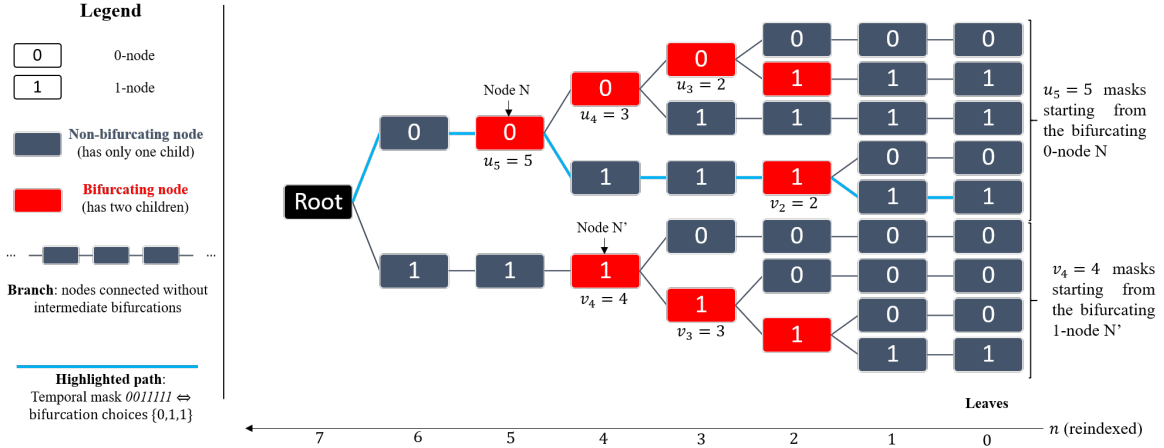 Legend
0 0-node
1 1-node
Non-bifurcating node
(has only one child)
Bifurcating node
(has two children)
... ...
Branch: nodes connected without
intermediate bifurcations
Highlighted path:
Temporal mask 0011111 ⇔
bifurcation choices {0,1,1}
0 0 0
0
1 1 1
u₃ = 2
Node N
0
u₄ = 3
1 1 1 1
0 0
u₅ = 5
0 0
1 1 1
v₂ = 2
1 1
Root
Node N'
0 0 0 0
1 1 1
v₄ = 4
0 0 0
1
v₃ = 3
0 0
1
1 1
u₅ = 5 masks
starting from
the bifurcating
0-node N
v₄ = 4 masks
starting from
the bifurcating
1-node N'
Leaves
n (reindexed)
7 6 5 4 3 2 1 0